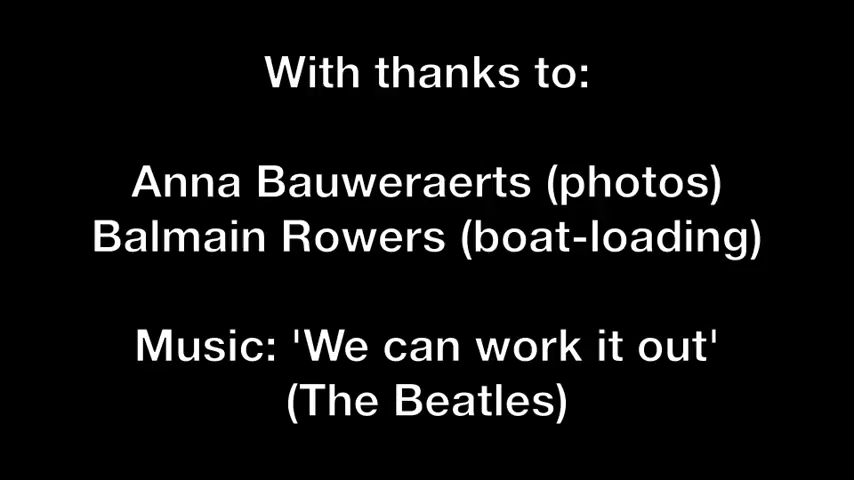 With thanks to:
Anna Bauweraerts (photos)
Balmain Rowers (boat-loading)
Music: 'We can work it out'
(The Beatles)